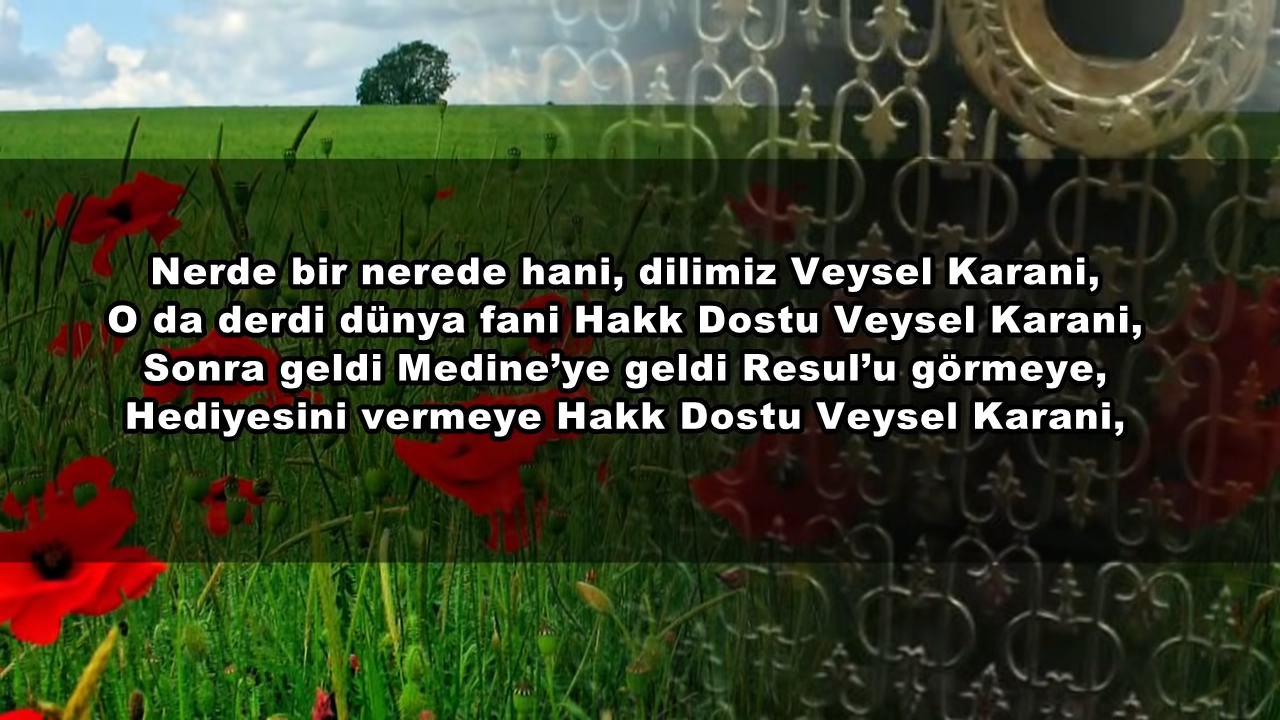 Nerde bir nerede hani, dilimiz Veysel Karani,
O da derdi dünya fani Hakk Dostu Veysel Karani,
Sonra geldi Medine’ye geldi Resul’u görmeye,
Hediyesini vermeye Hakk Dostu Veysel Karani,